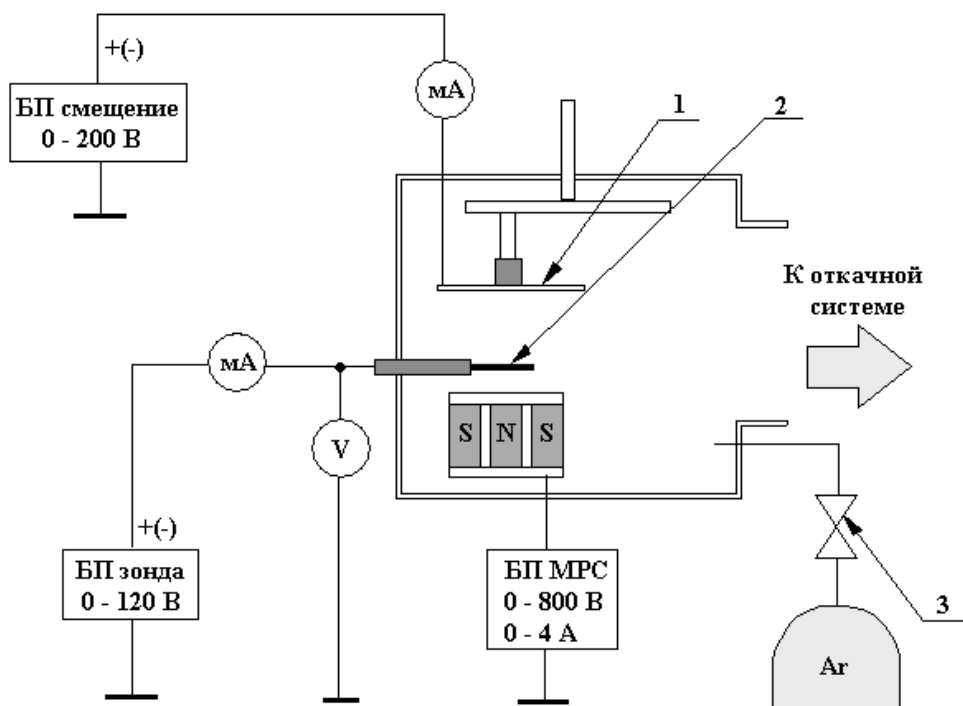 +(-)
БП смещение
0 - 200 В
мА
1
2
К откачной
системе
мА
V
S N S
+(-)
БП зонда
0 - 120 В
БП МРС
0 - 800 В
0 - 4 А
3
Ar